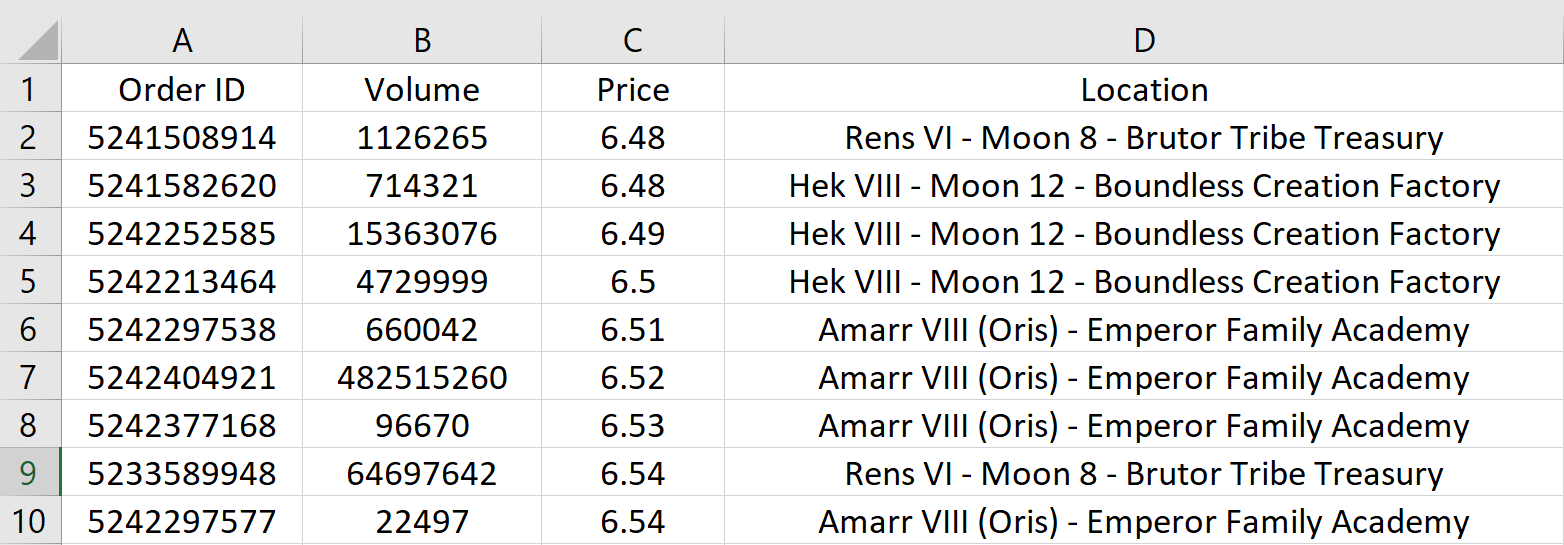 A B C D
1 Order ID Volume Price Location
2 5241508914 1126265 6.48 Rens VI - Moon 8 - Brutor Tribe Treasury
3 5241582620 714321 6.48 Hek VIII - Moon 12 - Boundless Creation Factory
4 5242252585 15363076 6.49 Hek VIII - Moon 12 - Boundless Creation Factory
5 5242213464 4729999 6.5 Hek VIII - Moon 12 - Boundless Creation Factory
6 5242297538 660042 6.51 Amarr VIII (Oris) - Emperor Family Academy
7 5242404921 482515260 6.52 Amarr VIII (Oris) - Emperor Family Academy
8 5242377168 96670 6.53 Amarr VIII (Oris) - Emperor Family Academy
9 5233589948 64697642 6.54 Rens VI - Moon 8 - Brutor Tribe Treasury
10 5242297577 22497 6.54 Amarr VIII (Oris) - Emperor Family Academy